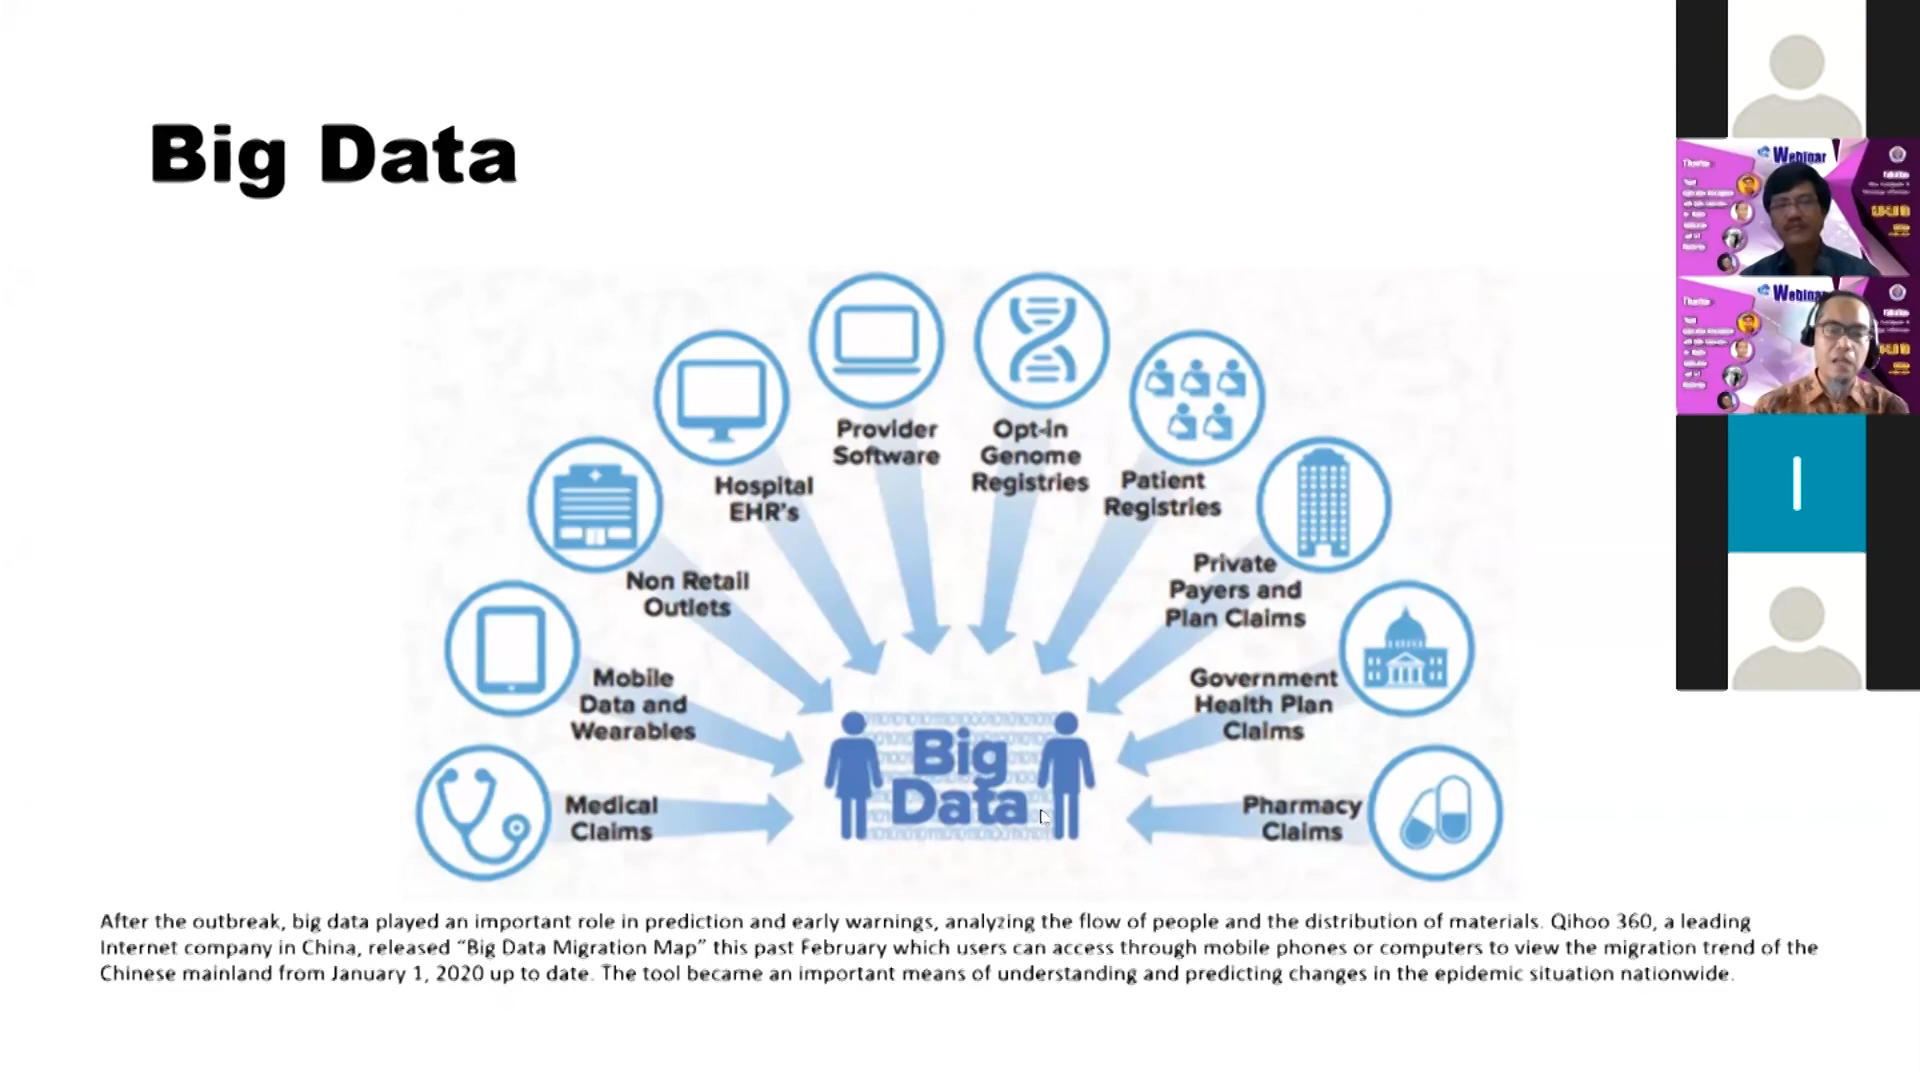 Big Data
Provider
Software
Opt-in
Genome
Registries
Hospital
EHR's
Patient
Registries
Non Retail
Outlets
Private
Payers and
Plan Claims
Mobile
Data and
Wearables
Government
Health Plan
Claims
Medical
Claims
Big
Data
Pharmacy
Claims
After the outbreak, big data played an important role in prediction and early warnings, analyzing the flow of people and the distribution of materials. Qihoo 360, a leading
Internet company in China, released “Big Data Migration Map” this past February which users can access through mobile phones or computers to view the migration trend of the
Chinese mainland from January 1, 2020 up to date. The tool became an important means of understanding and predicting changes in the epidemic situation nationwide.
Webinar
Webinar
I